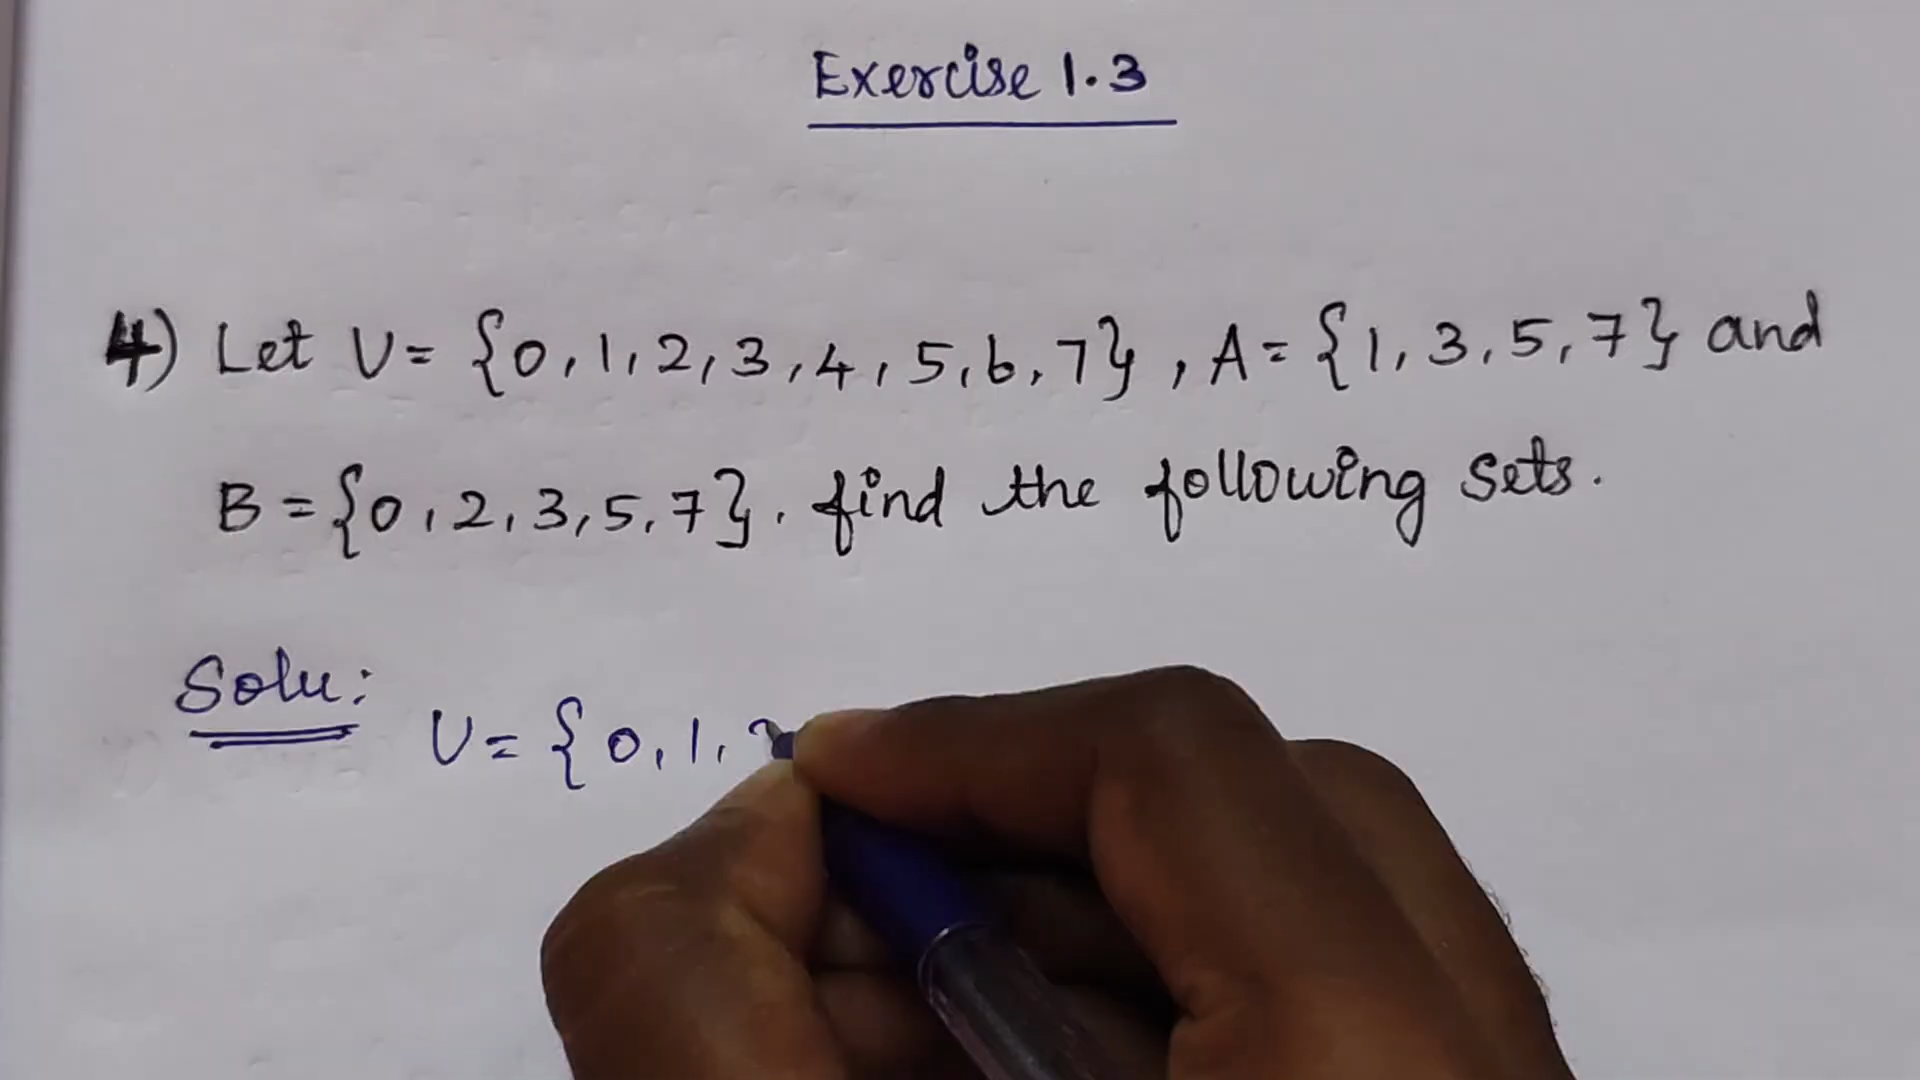 Exercise 1.3
4) Let U = {0, 1, 2, 3, 4, 5, 6, 7}, A = {1, 3, 5, 7} and
B = {0, 2, 3, 5, 7}. find the following sets.
Solu:
U = { 0, 1, 2